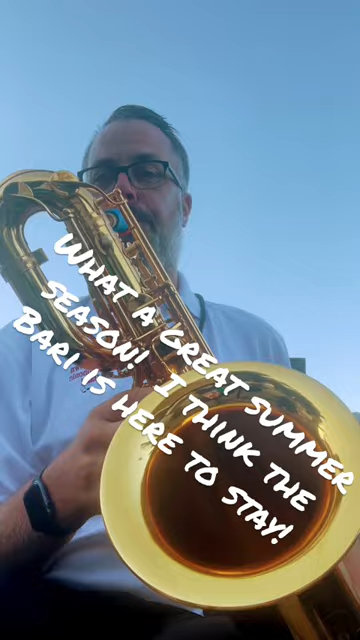 What a great summer
season! I think the
Bari is here to stay!